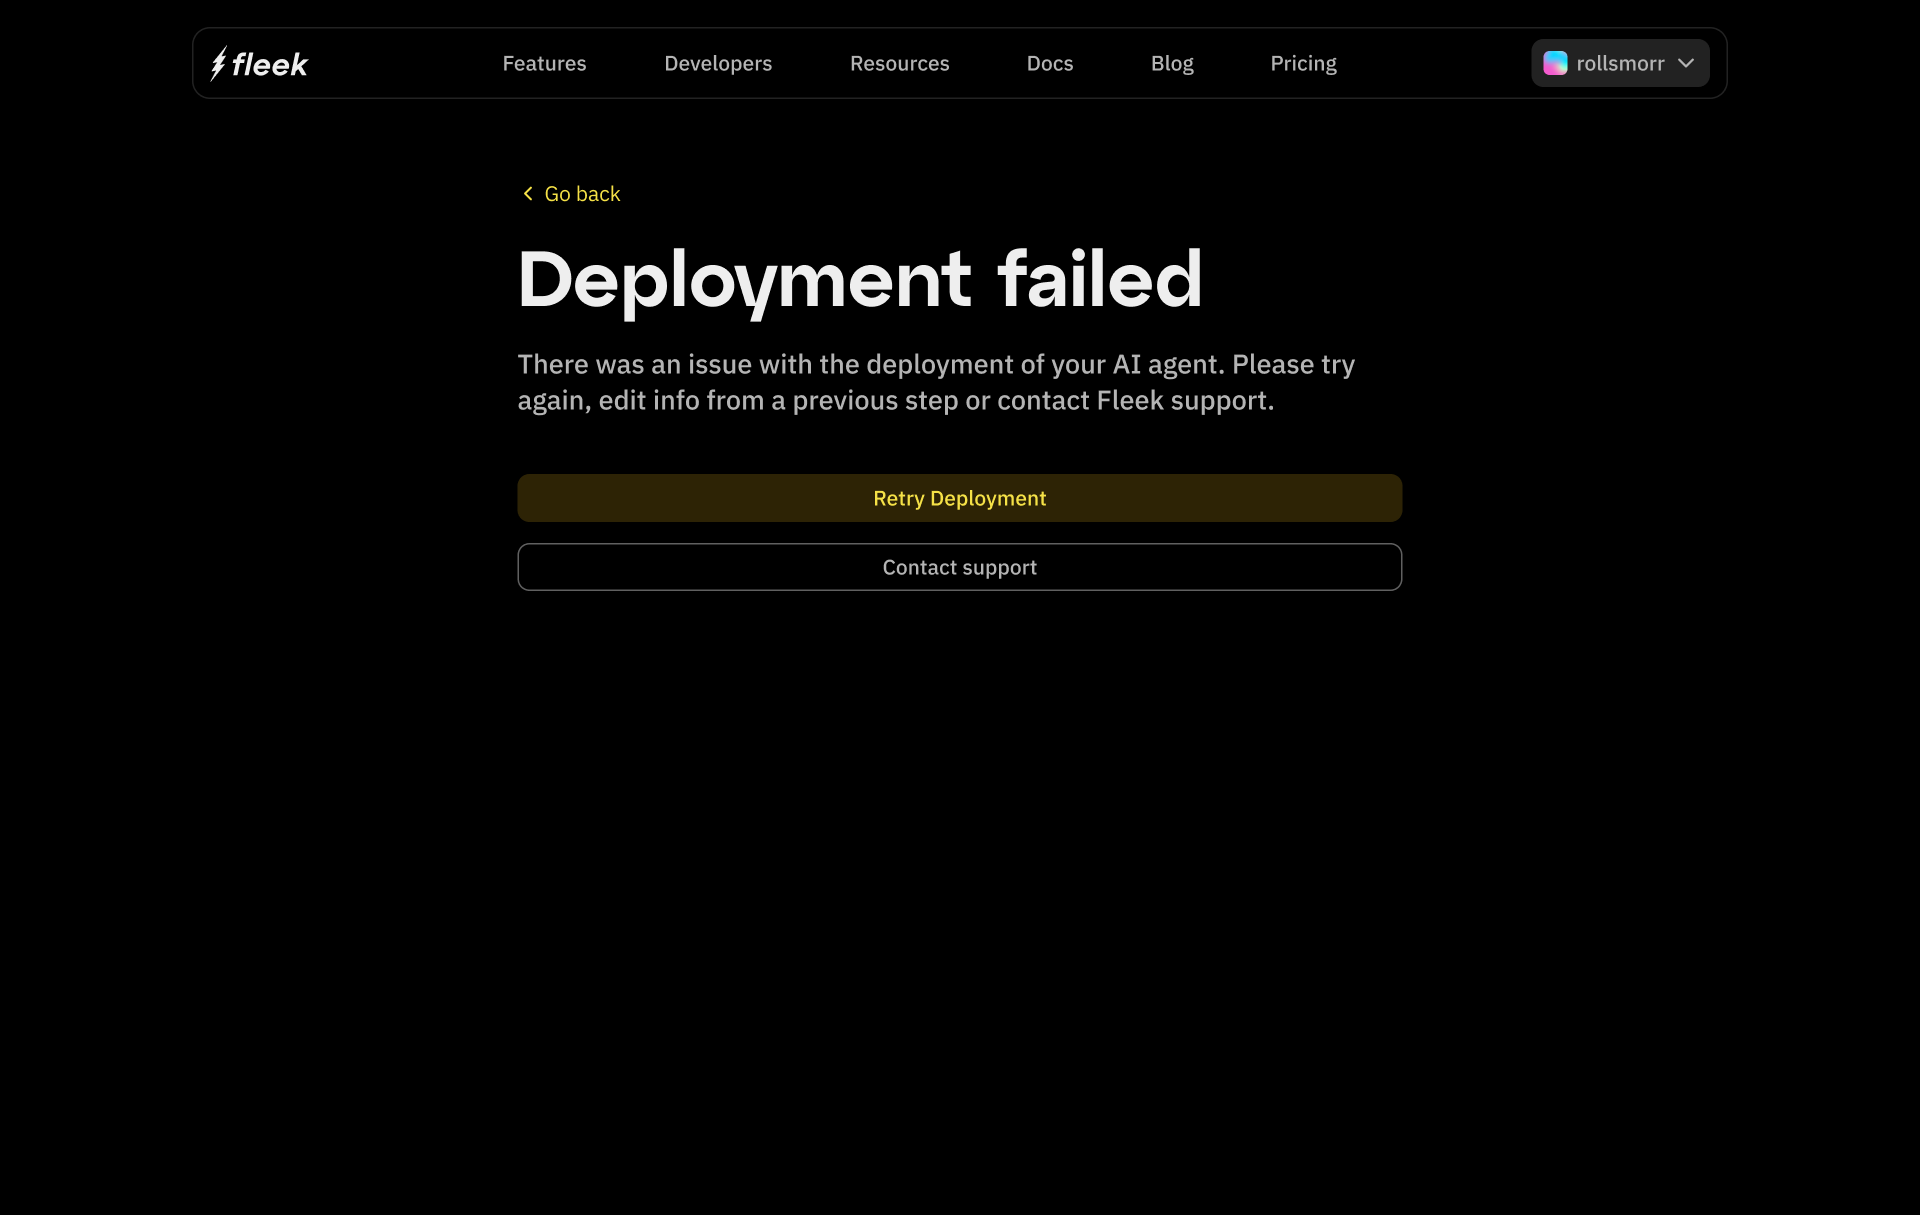 fleek
Features
Developers
Resources
Docs
Blog
Pricing
rollsmorr
Go back
Deployment failed
There was an issue with the deployment of your AI agent. Please try
again, edit info from a previous step or contact Fleek support.
Retry Deployment
Contact support